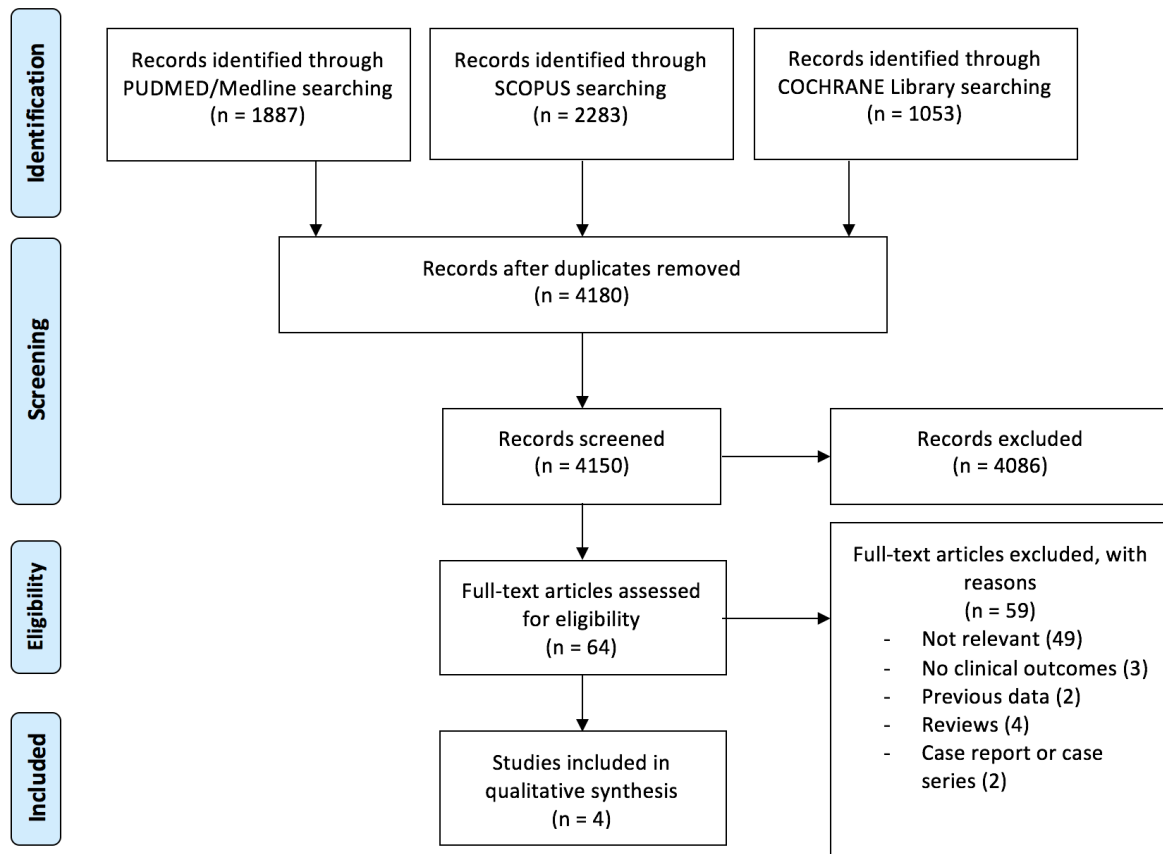 Identification
Records identified through
PUDMED/Medline searching
(n = 1887)
Records identified through
SCOPUS searching
(n = 2283)
Records identified through
COCHRANE Library searching
(n = 1053)
Screening
Records after duplicates removed
(n = 4180)
Records screened
(n = 4150)
Records excluded
(n = 4086)
Eligibility
Full-text articles assessed
for eligibility
(n = 64)
Full-text articles excluded, with
reasons
(n = 59)
- Not relevant (49)
- No clinical outcomes (3)
- Previous data (2)
- Reviews (4)
- Case report or case
series (2)
Included
Studies included in
qualitative synthesis
(n = 4)